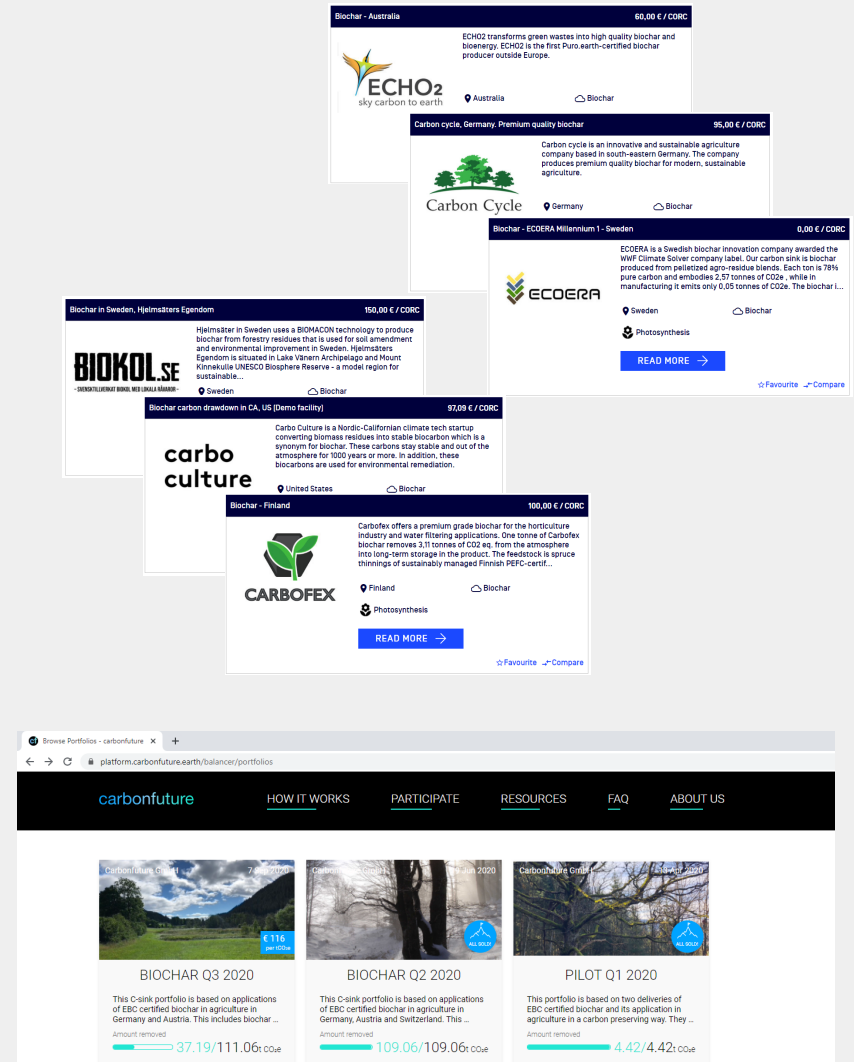 Biochar - Australia 60,00 € / CORC
ECHO2 transforms green wastes into high quality biochar and
bioenergy. ECHO2 is the first Puro.earth-certified biochar
producer outside Europe.
ECHO2
sky carbon to earth
Australia Biochar
Carbon cycle, Germany. Premium quality biochar 95,00 € / CORC
Carbon cycle is an innovative and sustainable agriculture
company based in south-eastern Germany. The company
produces premium quality biochar for modern, sustainable
agriculture.
Carbon Cycle
Germany Biochar
Biochar - ECOERA Millennium 1 - Sweden 0,00 € / CORC
ECOERA is a Swedish biochar innovation company awarded the
WWF Climate Solver company label. Our carbon sink is biochar
produced from pelletized agro-residue blends. Each ton is 78%
pure carbon and embodies 2,57 tonnes of CO2e , while in
manufacturing it emits only 0,05 tonnes of CO2e. The biochar i...
ECOERA
Sweden Biochar
Photosynthesis
READ MORE
Favourite Compare
Biochar in Sweden, Hjelmsäters Egendom 150,00 € / CORC
Hjelmsäter in Sweden uses a BIOMACON technology to produce
biochar from forestry residues that is used for soil amendment
and environmental improvement in Sweden. Hjelmsäters
Egendom is situated in Lake Vänern Archipelago and Mount
Kinnekulle UNESCO Biosphere Reserve - a model region for
sustainable...
BIOKOL.SE
- SVENSKTILLVERKAT BIOKOL MED LOKALA RÅVAROR -
Sweden Biochar
Biochar carbon drawdown in CA, US (Demo facility) 97,09 € / CORC
Carbo Culture is a Nordic-Californian climate tech startup
converting biomass residues into stable biocarbon which is a
synonym for biochar. These carbons stay stable and out of the
atmosphere for 1000 years or more. In addition, these
biocarbons are used for environmental remediation.
carbo
culture
United States Biochar
Biochar - Finland 100,00 € / CORC
Carbofex offers a premium grade biochar for the horticulture
industry and water filtering applications. One tonne of Carbofex
biochar removes 3,11 tonnes of CO2 eq. from the atmosphere
into long-term storage in the product. The feedstock is spruce
thinnings of sustainably managed Finnish PEFC-certif...
CARBOFEX
Finland Biochar
Photosynthesis
READ MORE
Favourite Compare
cf Browse Portfolios - carbonfuture × +
platform.carbonfuture.earth/balancer/portfolios
carbonfuture HOW IT WORKS PARTICIPATE RESOURCES FAQ ABOUT US
Carbonfuture GmbH 7 Sep 2020
€ 116
per tCO₂e
BIOCHAR Q3 2020
This C-sink portfolio is based on applications
of EBC certified biochar in agriculture in
Germany and Austria. This includes biochar ...
Amount removed
37.19/111.06t CO₂e
Carbonfuture GmbH Jun 2020
ALL SOLD!
BIOCHAR Q2 2020
This C-sink portfolio is based on applications
of EBC certified biochar in agriculture in
Germany, Austria and Switzerland. This ...
Amount removed
109.06/109.06t CO₂e
Carbonfuture GmbH Apr 2020
ALL SOLD!
PILOT Q1 2020
This portfolio is based on two deliveries of
EBC certified biochar and its application in
agriculture in a carbon preserving way. They ...
Amount removed
4.42/4.42t CO₂e